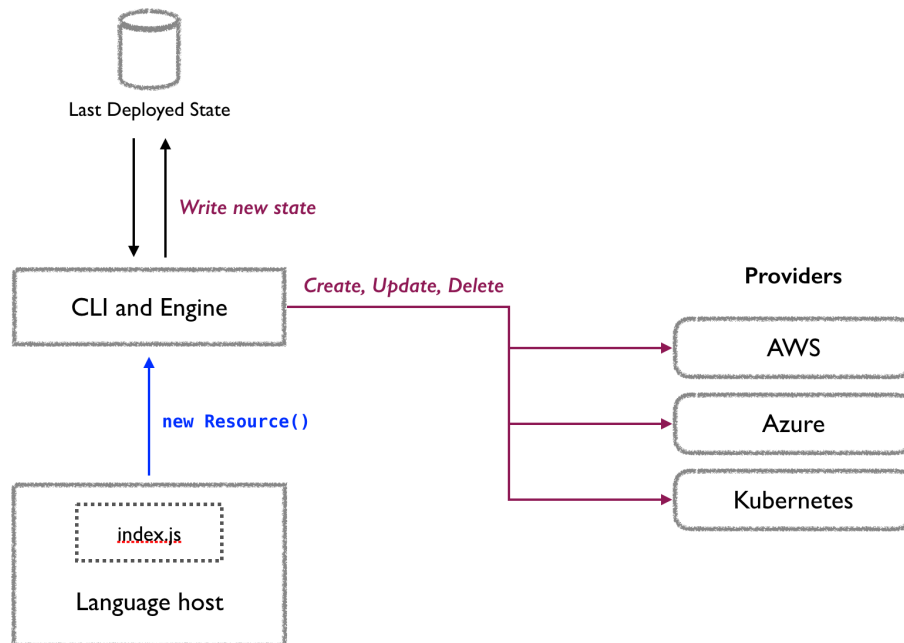 Last Deployed State
Write new state
CLI and Engine
Create, Update, Delete
Providers
AWS
Azure
Kubernetes
new Resource()
index.js
Language host